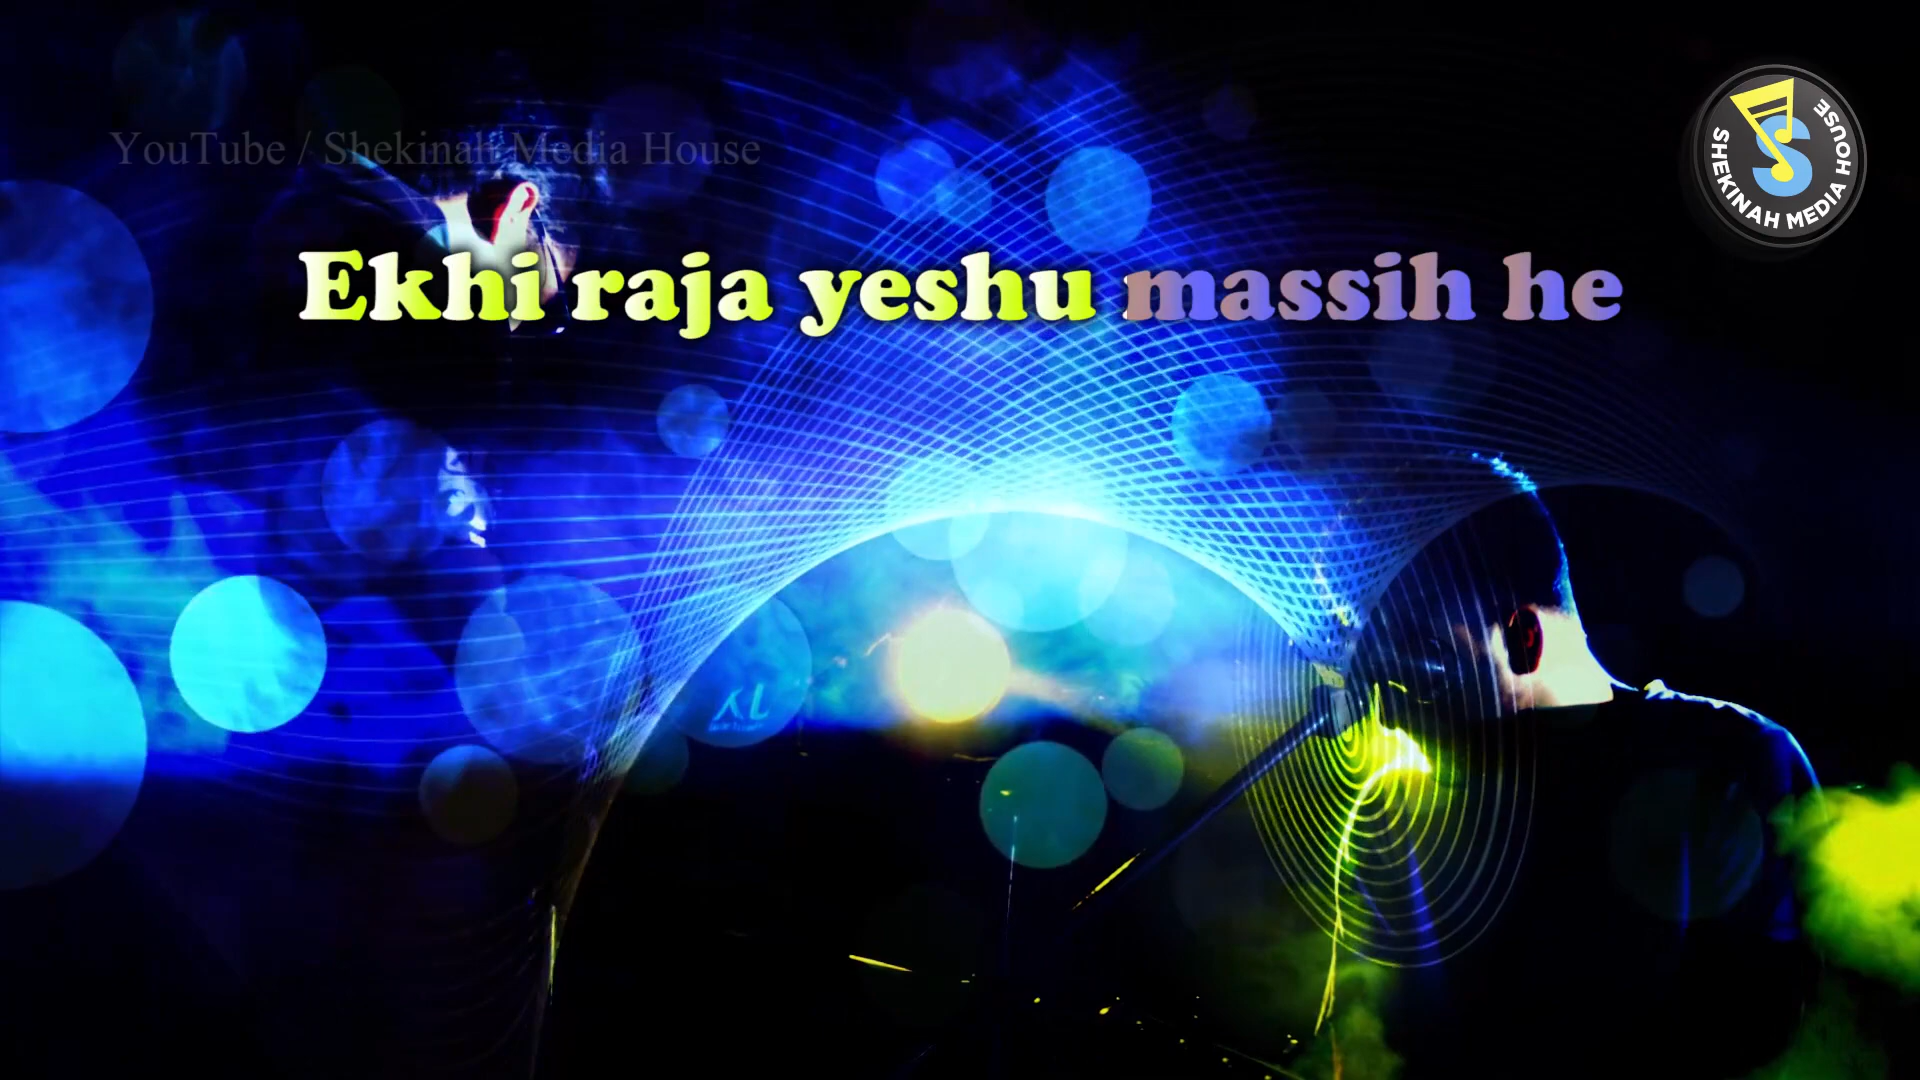 YouTube / Shekinah Media House
SHEKINAH MEDIA HOUSE
Ekhi raja yeshu massih he